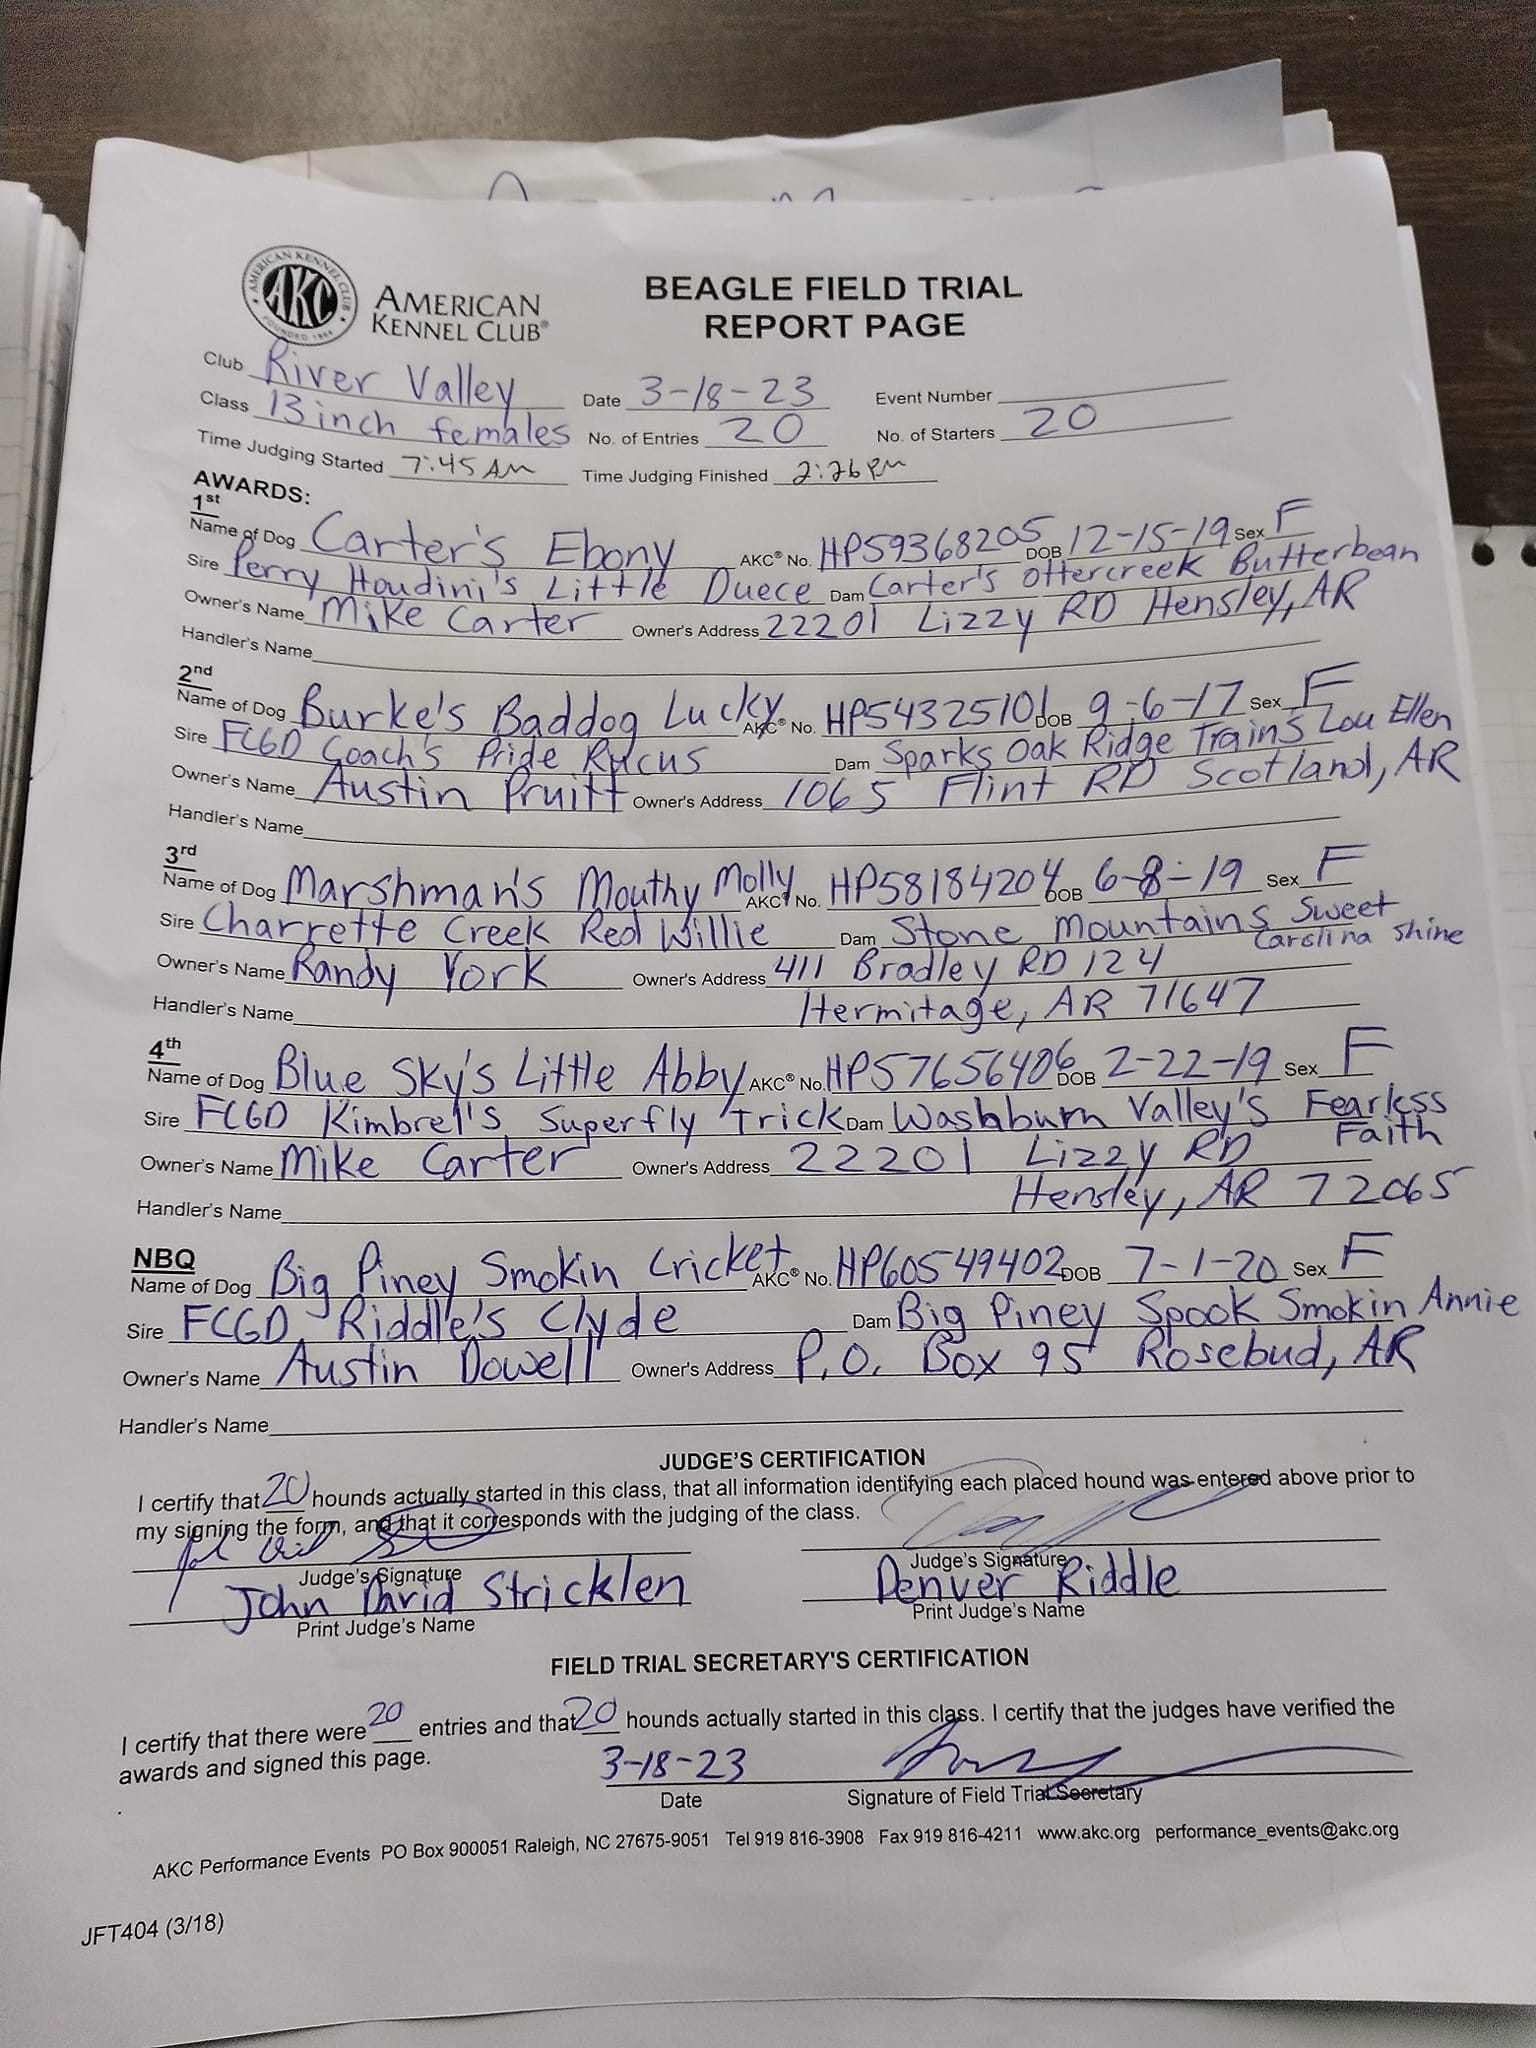 AMERICAN KENNEL CLUB
AKC
FOUNDED 1884
AMERICAN
KENNEL CLUB®
BEAGLE FIELD TRIAL
REPORT PAGE
Club River Valley Date 3-18-23 Event Number
Class 13 inch females No. of Entries 20 No. of Starters 20
Time Judging Started 7:45 AM Time Judging Finished 2:26 PM
AWARDS:
1st
Name of Dog Carter's Ebony AKC® No. HP59368205 DOB 12-15-19 Sex F
Sire Perry Houdini's Little Duece Dam Carter's Ottercreek Butterbean
Owner's Name Mike Carter Owner's Address 22201 Lizzy RD Hensley, AR
Handler's Name
2nd
Name of Dog Burke's Baddog Lucky AKC® No. HP54325101 DOB 9-6-17 Sex F
Sire FCGD Coach's Pride Rucus Dam Sparks Oak Ridge Train's Lou Ellen
Owner's Name Austin Pruitt Owner's Address 1065 Flint RD Scotland, AR
Handler's Name
3rd
Name of Dog Marshman's Mouthy Molly AKC® No. HP58184204 DOB 6-8-19 Sex F
Sire Charrette Creek Red Willie Dam Stone Mountains Sweet
Carolina Shine
Owner's Name Randy York Owner's Address 411 Bradley RD 124
Handler's Name Hermitage, AR 71647
4th
Name of Dog Blue Sky's Little Abby AKC® No. HP57656406 DOB 2-22-19 Sex F
Sire FCGD Kimbrel's Superfly Trick Dam Washburn Valley's Fearless
Faith
Owner's Name Mike Carter Owner's Address 22201 Lizzy RD
Hensley, AR 72065
Handler's Name
NBQ
Name of Dog Big Piney Smokin Cricket AKC® No. HP60549402 DOB 7-1-20 Sex F
Sire FCGD Riddle's Clyde Dam Big Piney Spook Smokin Annie
Owner's Name Austin Dowell Owner's Address P.O. Box 95 Rosebud, AR
Handler's Name
JUDGE'S CERTIFICATION
I certify that 20 hounds actually started in this class, that all information identifying each placed hound was entered above prior to
my signing the form, and that it corresponds with the judging of the class.
Judge's Signature Judge's Signature
John David Stricklen Denver Riddle
Print Judge's Name Print Judge's Name
FIELD TRIAL SECRETARY'S CERTIFICATION
I certify that there were 20 entries and that 20 hounds actually started in this class. I certify that the judges have verified the
awards and signed this page.
3-18-23
Date Signature of Field Trial Secretary
AKC Performance Events PO Box 900051 Raleigh, NC 27675-9051 Tel 919 816-3908 Fax 919 816-4211 www.akc.org performance_events@akc.org
JFT404 (3/18)